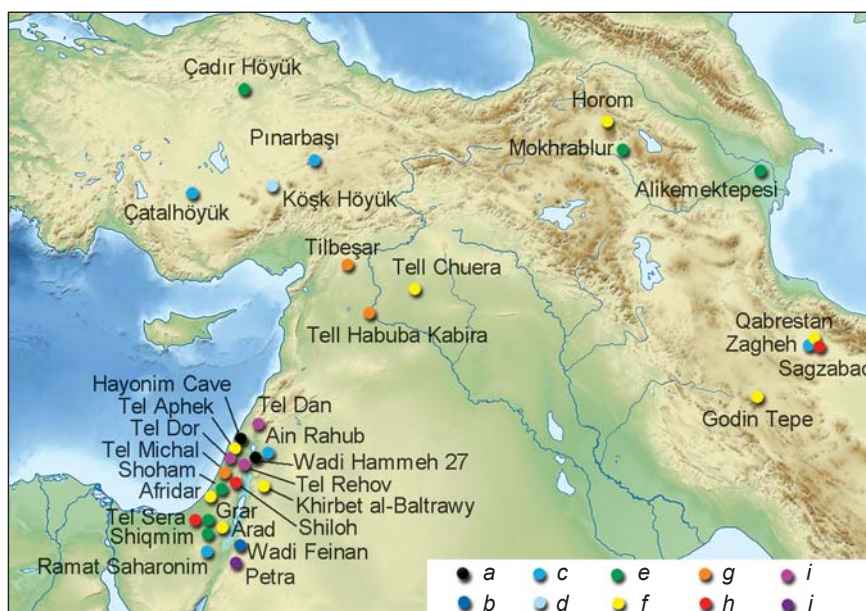 Çadır Höyük
Horom
Pınarbaşı
Mokhrablur
Alikemektepesi
Çatalhöyük
Köşk Höyük
Tilbeşar
Tell Chuera
Tell Habuba Kabira
Qabrestan
Zagheh
Sagzabad
Godin Tepe
Hayonim Cave
Tel Dan
Tel Aphek
Tel Dor
Ain Rahub
Tel Michal
Wadi Hammeh 27
Shoham
Tel Rehov
Afridar
Khirbet al-Baltrawy
Grar
Shiloh
Tel Sera
Arad
Shiqmim
Wadi Feinan
Ramat Saharonim
Petra
a c e g i
b d f h j